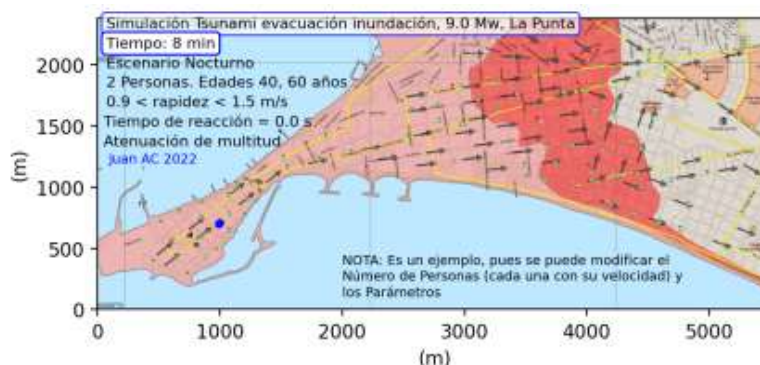 Simulación Tsunami evacuación inundación, 9.0 Mw, La Punta
Tiempo: 8 min
Escenario Nocturno
2 Personas. Edades 40, 60 años
0.9 < rapidez < 1.5 m/s
Tiempo de reacción = 0.0 s
Atenuación de multitud
Juan AC 2022
NOTA: Es un ejemplo, pues se puede modificar el
Número de Personas (cada una con su velocidad) y
los Parámetros
(m)
2000
1500
1000
500
0
0 1000 2000 3000 4000 5000
(m)